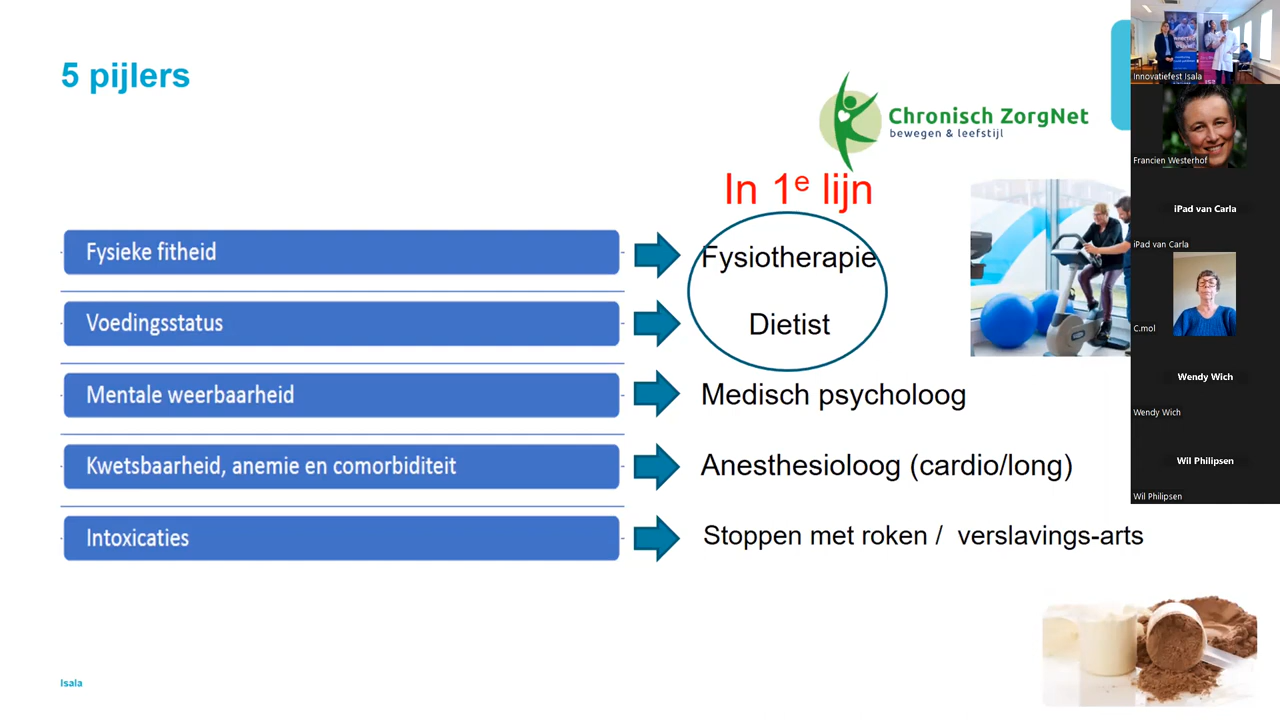 5 pijlers
Chronisch ZorgNet
bewegen & leefstijl
In 1e lijn
Fysieke fitheid
Fysiotherapie
Voedingsstatus
Dietist
Mentale weerbaarheid
Medisch psycholoog
Kwetsbaarheid, anemie en comorbiditeit
Anesthesioloog (cardio/long)
Intoxicaties
Stoppen met roken / verslavings-arts
Isala
Innovatiefest Isala
Francien Westerhof
iPad van Carla
iPad van Carla
C.mol
Wendy Wich
Wendy Wich
Wil Philipsen
Wil Philipsen